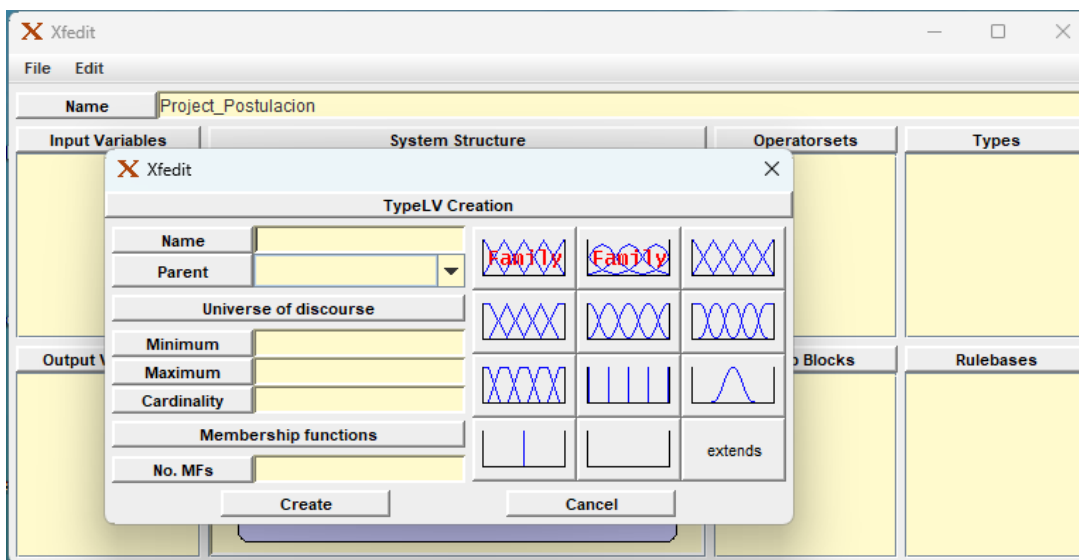 Xfedit
File Edit
Name Project_Postulacion
Input Variables System Structure Operatorsets Types
Xfedit
TypeLV Creation
Name
Parent
Family Family
Universe of discourse
Minimum
Maximum
Cardinality
Membership functions
No. MFs
extends
Create Cancel
Output Blocks Rulebases